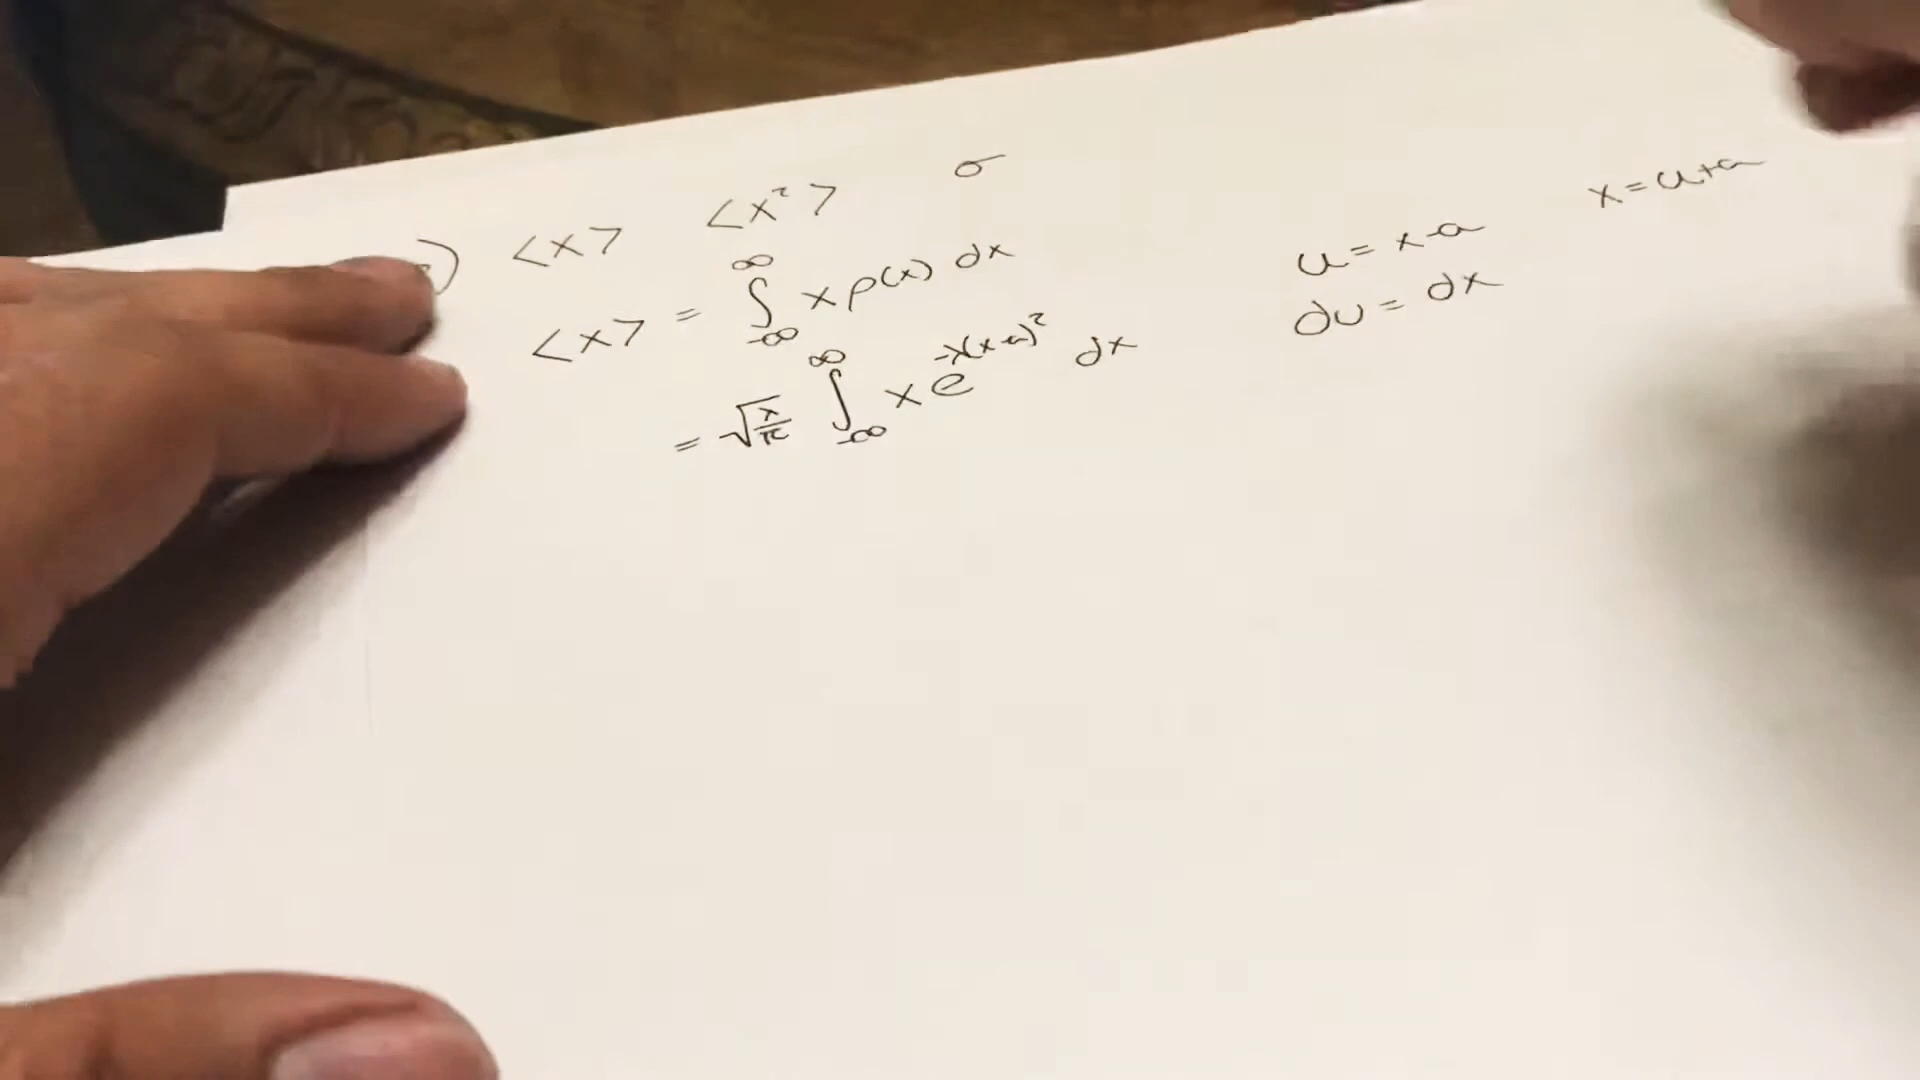 ) <x> <x²> σ
<x> = ∫_{-∞}^{∞} x ρ(x) dx
= √(λ/π) ∫_{-∞}^{∞} x e^{-λ(x-a)²} dx
u = x-a
x = u+a
du = dx